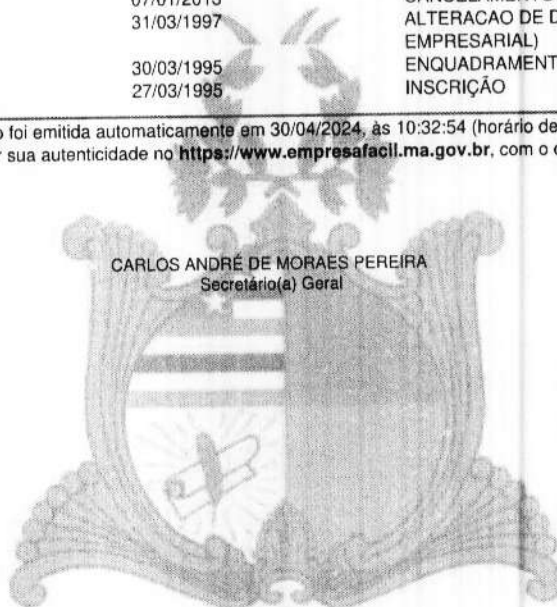 31/03/1997 ALTERACAO DE D
EMPRESARIAL)
30/03/1995 ENQUADRAMENT
27/03/1995 INSCRIÇÃO
o foi emitida automaticamente em 30/04/2024, às 10:32:54 (horário de
r sua autenticidade no https://www.empresafacil.ma.gov.br, com o c
CARLOS ANDRÉ DE MORAES PEREIRA
Secretário(a) Geral